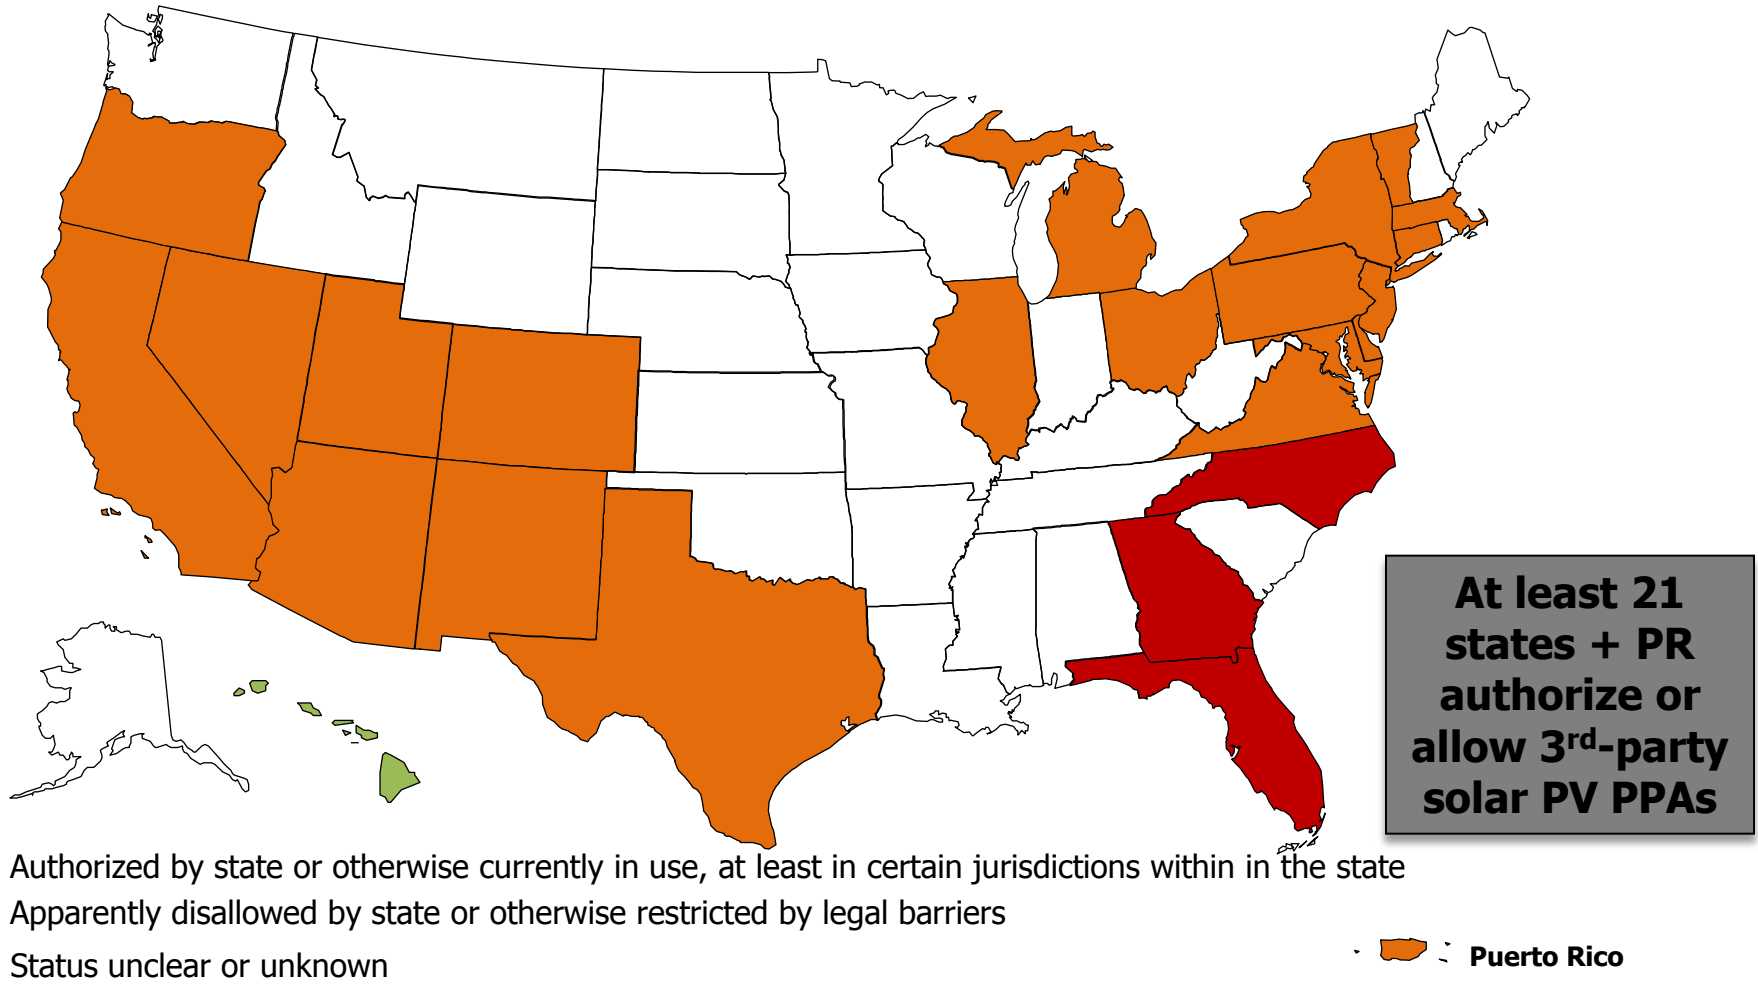 At least 21
states + PR
authorize or
allow 3rd-party
solar PV PPAs
Authorized by state or otherwise currently in use, at least in certain jurisdictions within in the state
Apparently disallowed by state or otherwise restricted by legal barriers
Status unclear or unknown
Puerto Rico